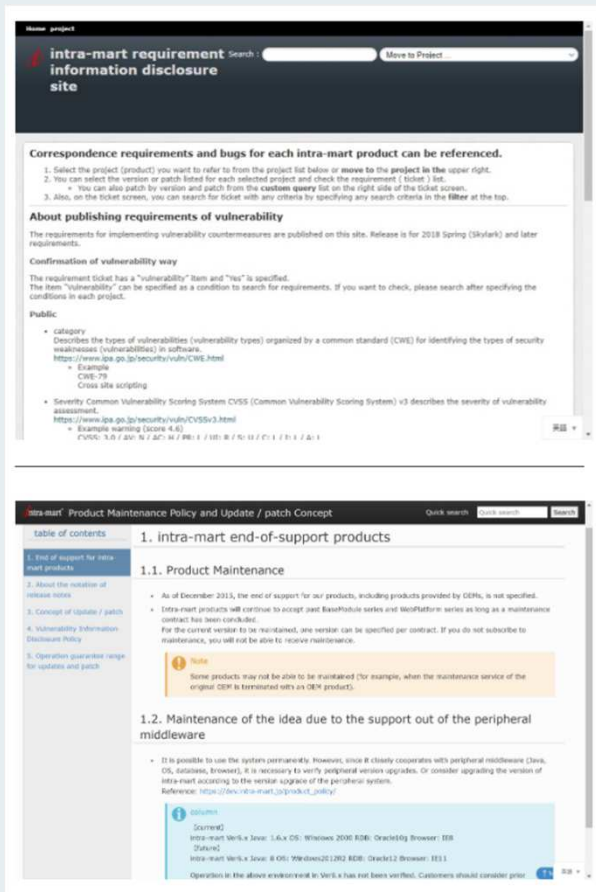 Home project
intra-mart requirement
information disclosure
site
Search :
Move to Project ...
Correspondence requirements and bugs for each intra-mart product can be referenced.
1. Select the project (product) you want to refer to from the project list below or move to the project in the upper right.
2. You can select the version or patch listed for each selected project and check the requirement ( ticket ) list.
You can also patch by version and patch from the custom query list on the right side of the ticket screen.
3. Also, on the ticket screen, you can search for ticket with any criteria by specifying any search criteria in the filter at the top.
About publishing requirements of vulnerability
The requirements for implementing vulnerability countermeasures are published on this site. Release is for 2018 Spring (Skylark) and later
requirements.
Confirmation of vulnerability way
The requirement ticket has a "vulnerability" item and "Yes" is specified.
The item "Vulnerability" can be specified as a condition to search for requirements. If you want to check, please search after specifying the
conditions in each project.
Public
category
Describes the types of vulnerabilities (vulnerability types) organized by a common standard (CWE) for identifying the types of security
weaknesses (vulnerabilities) in software.
https://www.ipa.go.jp/security/vuln/CWE.html
Example
CWE-79
Cross site scripting
Severity Common Vulnerability Scoring System CVSS (Common Vulnerability Scoring System) v3 describes the severity of vulnerability
assessment.
https://www.ipa.go.jp/security/vuln/CVSSv3.html
Example warning (score 4.6)
CVSS: 3.0 / AV: N / AC: H / PR: L / UI: R / S: U / C: L / I: L / A: L
英語
intra-mart Product Maintenance Policy and Update / patch Concept
Quick search
Quick search
Search
table of contents
1. End of support for intra-
mart products
2. About the notation of
release notes
3. Concept of Update / patch
4. Vulnerability Information
Disclosure Policy
5. Operation guarantee range
for updates and patch
1. intra-mart end-of-support products
1.1. Product Maintenance
As of December 2015, the end of support for our products, including products provided by OEMs, is not specified.
Intra-mart products will continue to accept past BaseModule series and WebPlatform series as long as a maintenance
contract has been concluded.
For the current version to be maintained, one version can be specified per contract. If you do not subscribe to
maintenance, you will not be able to receive maintenance.
Note
Some products may not be able to be maintained (for example, when the maintenance service of the
original OEM is terminated with an OEM product).
1.2. Maintenance of the idea due to the support out of the peripheral
middleware
It is possible to use the system permanently. However, since it closely cooperates with peripheral middleware (Java,
OS, database, browser), it is necessary to verify peripheral version upgrades. Or consider upgrading the version of
intra-mart according to the version upgrade of the peripheral system.
Reference: https://dev.intra-mart.jp/product_policy/
column
[current]
intra-mart Ver6.x Java: 1.6.x OS: Windows 2000 RDB: Oracle10g Browser: IE8
[future]
intra-mart Ver6.x Java: 8 OS: Windows2012R2 RDB: Oracle12 Browser: IE11
Operation in the above environment in Ver6.x has not been verified. Customers should consider prior
英語